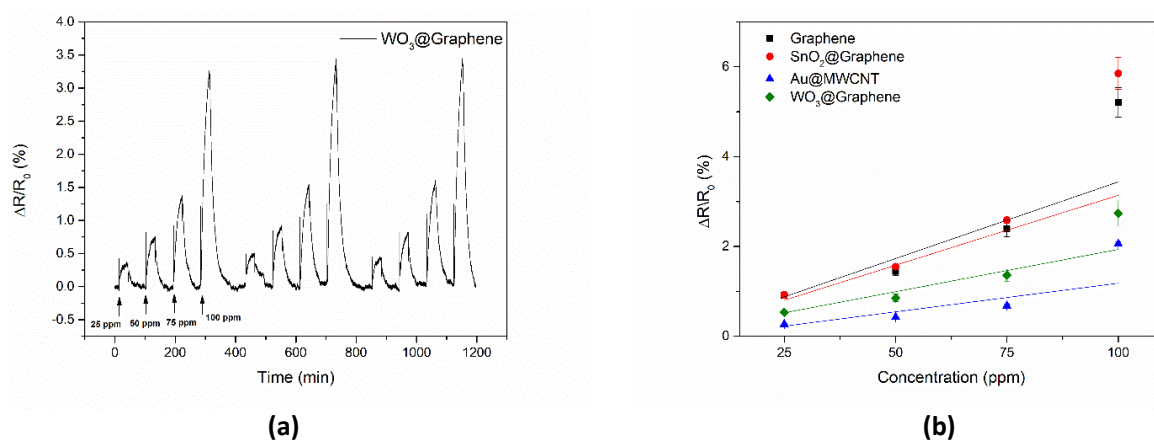 4.0
3.5
3.0
2.5
2.0
1.5
1.0
0.5
0.0
-0.5
ΔR/R₀ (%)
WO₃@Graphene
25 ppm
50 ppm
75 ppm
100 ppm
0
200
400
600
800
1000
1200
Time (min)
(a)
6
4
2
0
ΔR\R₀ (%)
Graphene
SnO₂@Graphene
Au@MWCNT
WO₃@Graphene
25
50
75
100
Concentration (ppm)
(b)